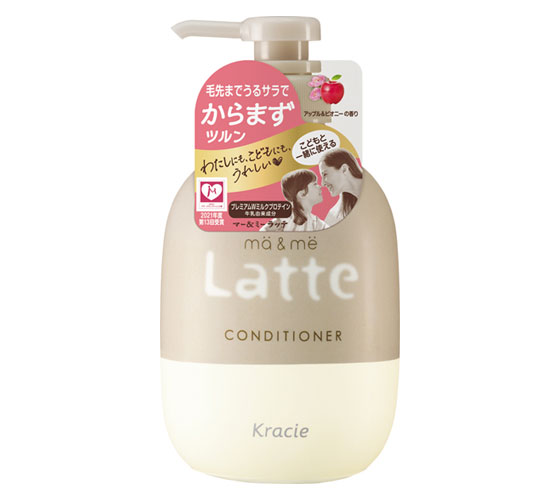 毛先までうるサラで
からまず
ツルン
アップル&ピオニーの香り
わたしにも、こどもにも、
うれしい
こどもと
一緒に使える
M
2021年度
第13回受賞
プレミアムWミルクプロテイン
牛乳由来成分
マー&ミー ラッテ
mä & më
Latte
CONDITIONER
Kracie